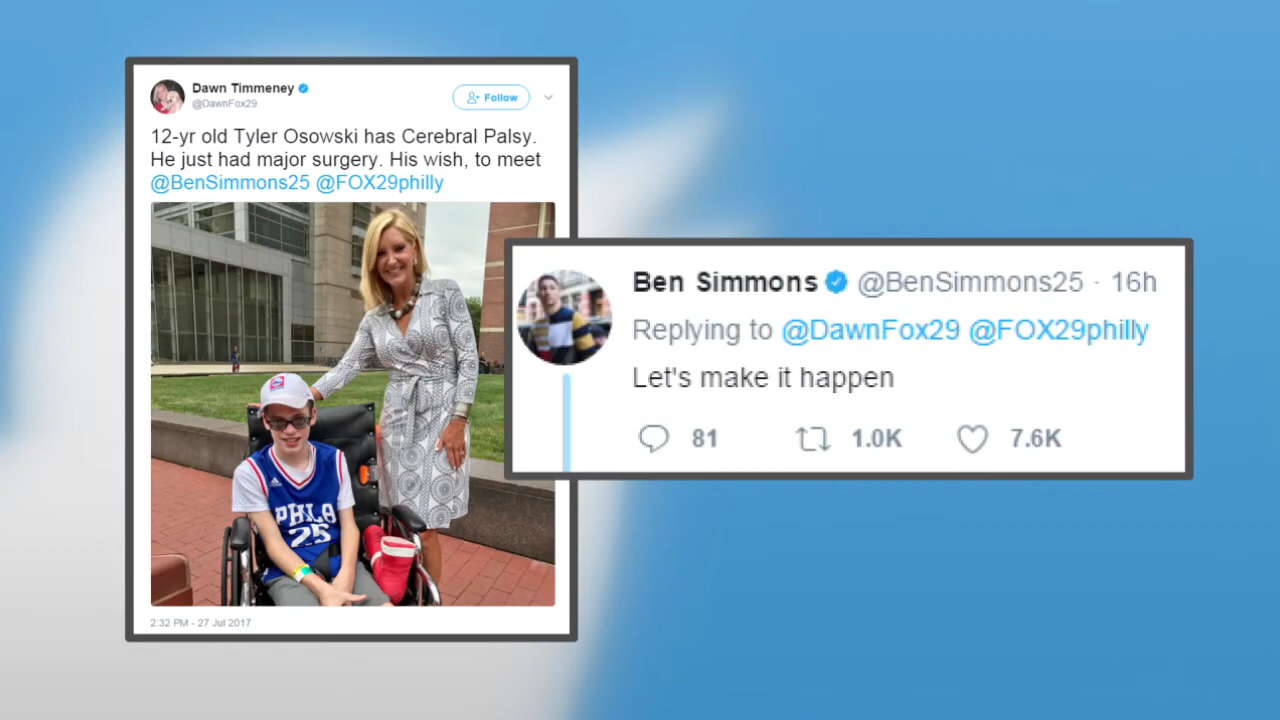 Dawn Timmeney
@DawnFox29
Follow
12-yr old Tyler Osowski has Cerebral Palsy.
He just had major surgery. His wish, to meet
@BenSimmons25 @FOX29philly
PHILA
25
2:32 PM - 27 Jul 2017
Ben Simmons @BenSimmons25 · 16h
Replying to @DawnFox29 @FOX29philly
Let's make it happen
81 1.0K 7.6K